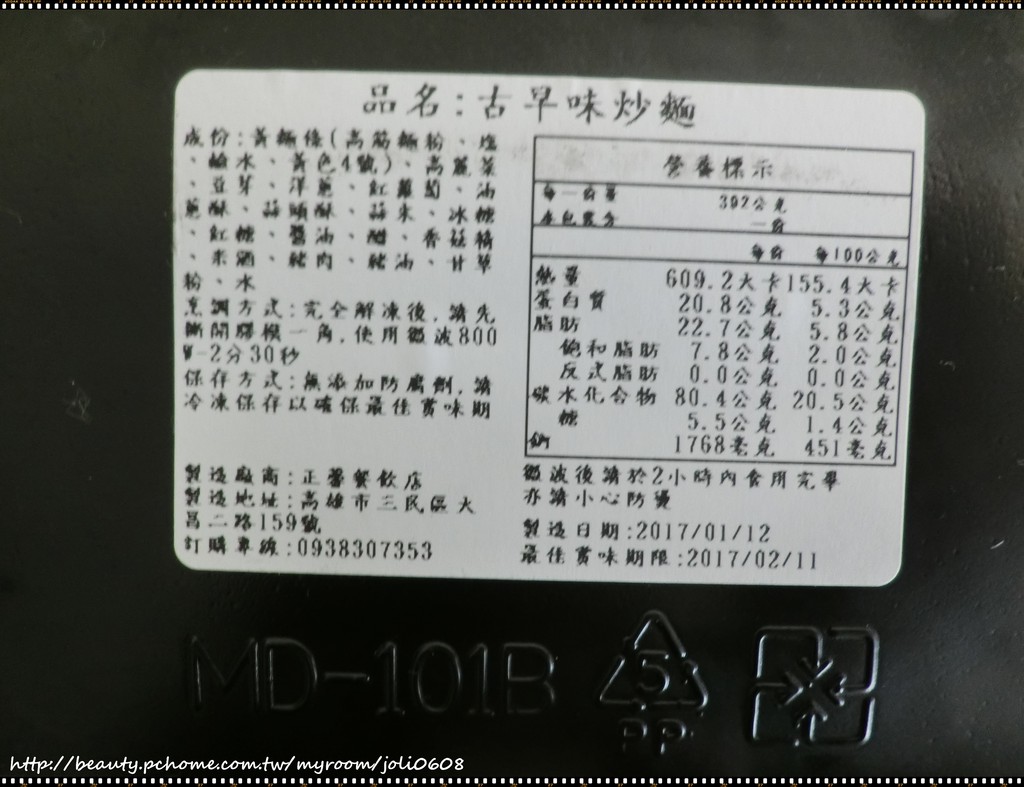 品名:古早味炒麵
成份:黃麵條(高筋麵粉、塩
、鹼水、黃色4號)、高麗菜
、豆芽、洋蔥、紅蘿蔔、油
蔥酥、蒜頭酥、蒜末、冰糖
、紅糖、醬油、醋、香菇精
、米酒、豬肉、豬油、甘草
粉、水
烹調方式:完全解凍後,請先
撕開膠膜一角,使用微波800
W-2分30秒
保存方式:無添加防腐劑,請
冷凍保存以確保最佳賞味期
製造廠商:正馨餐飲店
製造地址:高雄市三民區大
昌二路159號
訂購專線:0938307353
營養標示
每一份量 392公克
本包裝含 一份
每份 每100公克
熱量 609.2大卡 155.4大卡
蛋白質 20.8公克 5.3公克
脂肪 22.7公克 5.8公克
飽和脂肪 7.8公克 2.0公克
反式脂肪 0.0公克 0.0公克
碳水化合物 80.4公克 20.5公克
糖 5.5公克 1.4公克
鈉 1768毫克 451毫克
微波後請於2小時內食用完畢
亦請小心防燙
製造日期:2017/01/12
最佳賞味期限:2017/02/11
MD-101B
5
PP
http://beauty.pchome.com.tw/myroom/joli0608